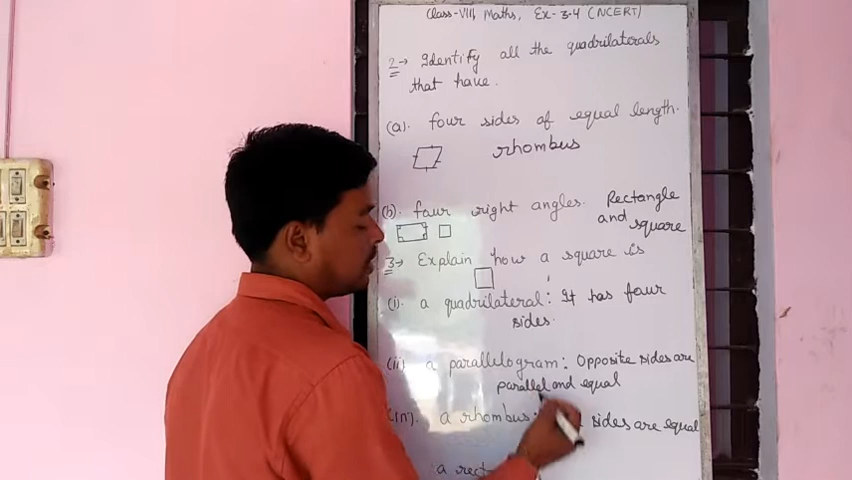 Class-VIII, Maths, Ex-3.4 (NCERT)
2→ Identify all the quadrilaterals
that have.
(a). four sides of equal length.
rhombus
(b). four right angles. Rectangle
and square
3→ Explain how a square is
(i). a quadrilateral: It has four
sides.
(ii) a parallelogram: Opposite sides are
parallel and equal
a rhombus: sides are equal
a